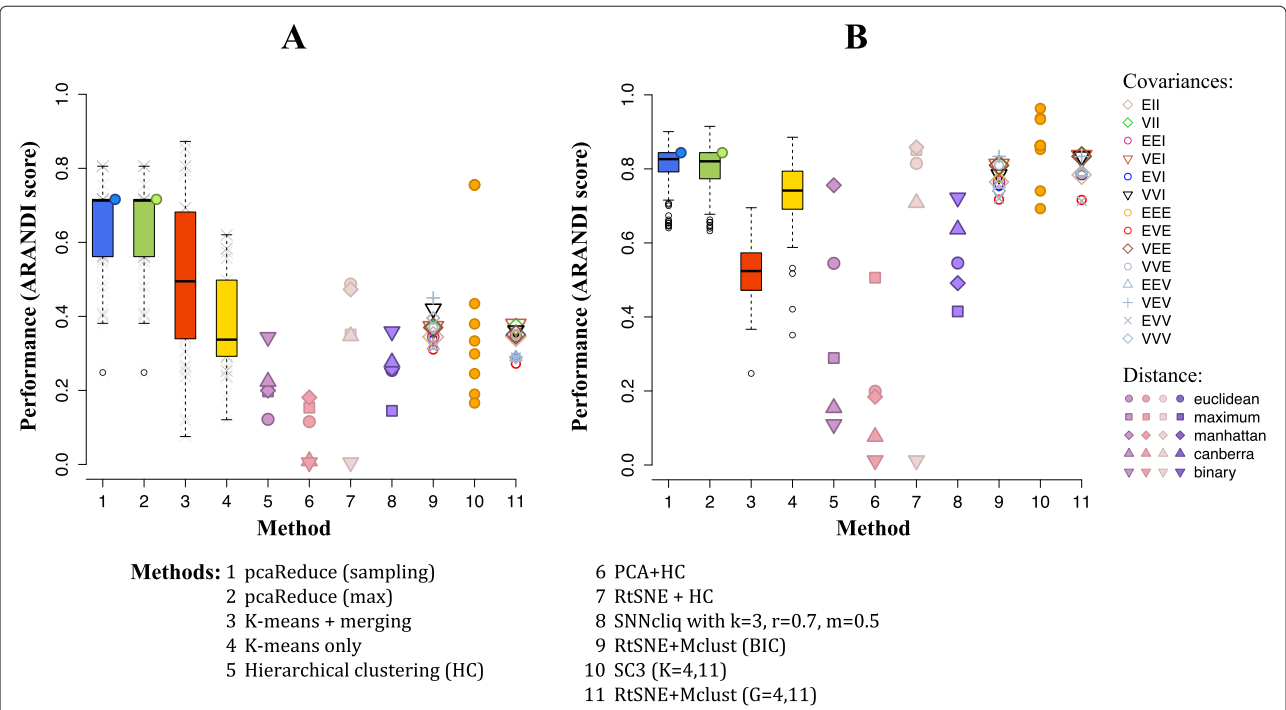 A
B
Performance (ARANDI score)
0.0 0.2 0.4 0.6 0.8 1.0
1 2 3 4 5 6 7 8 9 10 11
Method
Performance (ARANDI score)
0.0 0.2 0.4 0.6 0.8 1.0
1 2 3 4 5 6 7 8 9 10 11
Method
Covariances:
EII
VII
EEI
VEI
EVI
VVI
EEE
EVE
VEE
VVE
EEV
VEV
EVV
VVV
Distance:
euclidean
maximum
manhattan
canberra
binary
Methods: 1 pcaReduce (sampling)
2 pcaReduce (max)
3 K-means + merging
4 K-means only
5 Hierarchical clustering (HC)
6 PCA+HC
7 RtSNE + HC
8 SNNcliq with k=3, r=0.7, m=0.5
9 RtSNE+Mclust (BIC)
10 SC3 (K=4,11)
11 RtSNE+Mclust (G=4,11)